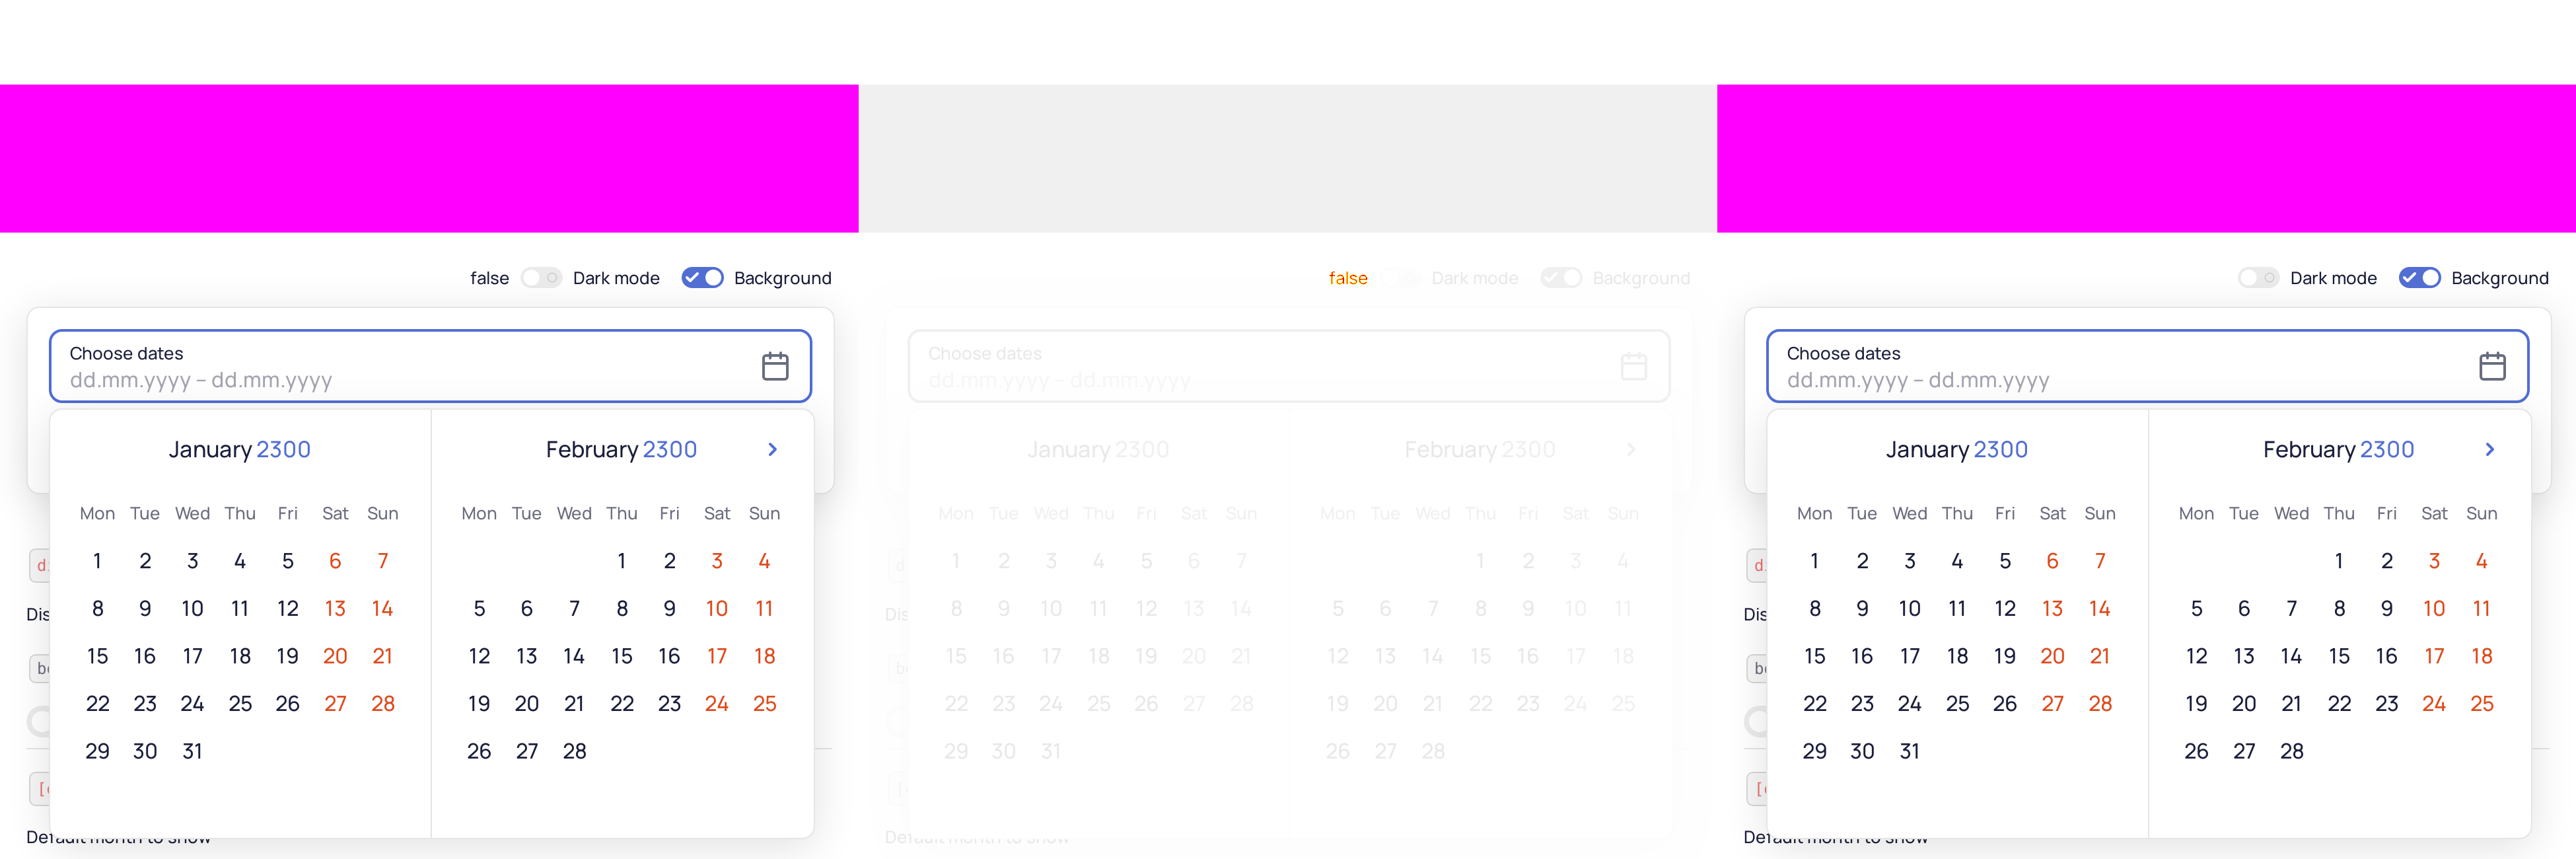 false Dark mode Background
Choose dates
dd.mm.yyyy – dd.mm.yyyy
January 2300
Mon Tue Wed Thu Fri Sat Sun
1 2 3 4 5 6 7
8 9 10 11 12 13 14
15 16 17 18 19 20 21
22 23 24 25 26 27 28
29 30 31
February 2300
Mon Tue Wed Thu Fri Sat Sun
1 2 3 4
5 6 7 8 9 10 11
12 13 14 15 16 17 18
19 20 21 22 23 24 25
26 27 28
Default month to show
false Dark mode Background
Choose dates
dd.mm.yyyy – dd.mm.yyyy
January 2300
Mon Tue Wed Thu Fri Sat Sun
1 2 3 4 5 6 7
8 9 10 11 12 13 14
15 16 17 18 19 20 21
22 23 24 25 26 27 28
29 30 31
February 2300
Mon Tue Wed Thu Fri Sat Sun
1 2 3 4
5 6 7 8 9 10 11
12 13 14 15 16 17 18
19 20 21 22 23 24 25
26 27 28
Default month to show
Dark mode Background
Choose dates
dd.mm.yyyy – dd.mm.yyyy
January 2300
Mon Tue Wed Thu Fri Sat Sun
1 2 3 4 5 6 7
8 9 10 11 12 13 14
15 16 17 18 19 20 21
22 23 24 25 26 27 28
29 30 31
February 2300
Mon Tue Wed Thu Fri Sat Sun
1 2 3 4
5 6 7 8 9 10 11
12 13 14 15 16 17 18
19 20 21 22 23 24 25
26 27 28
Default month to show